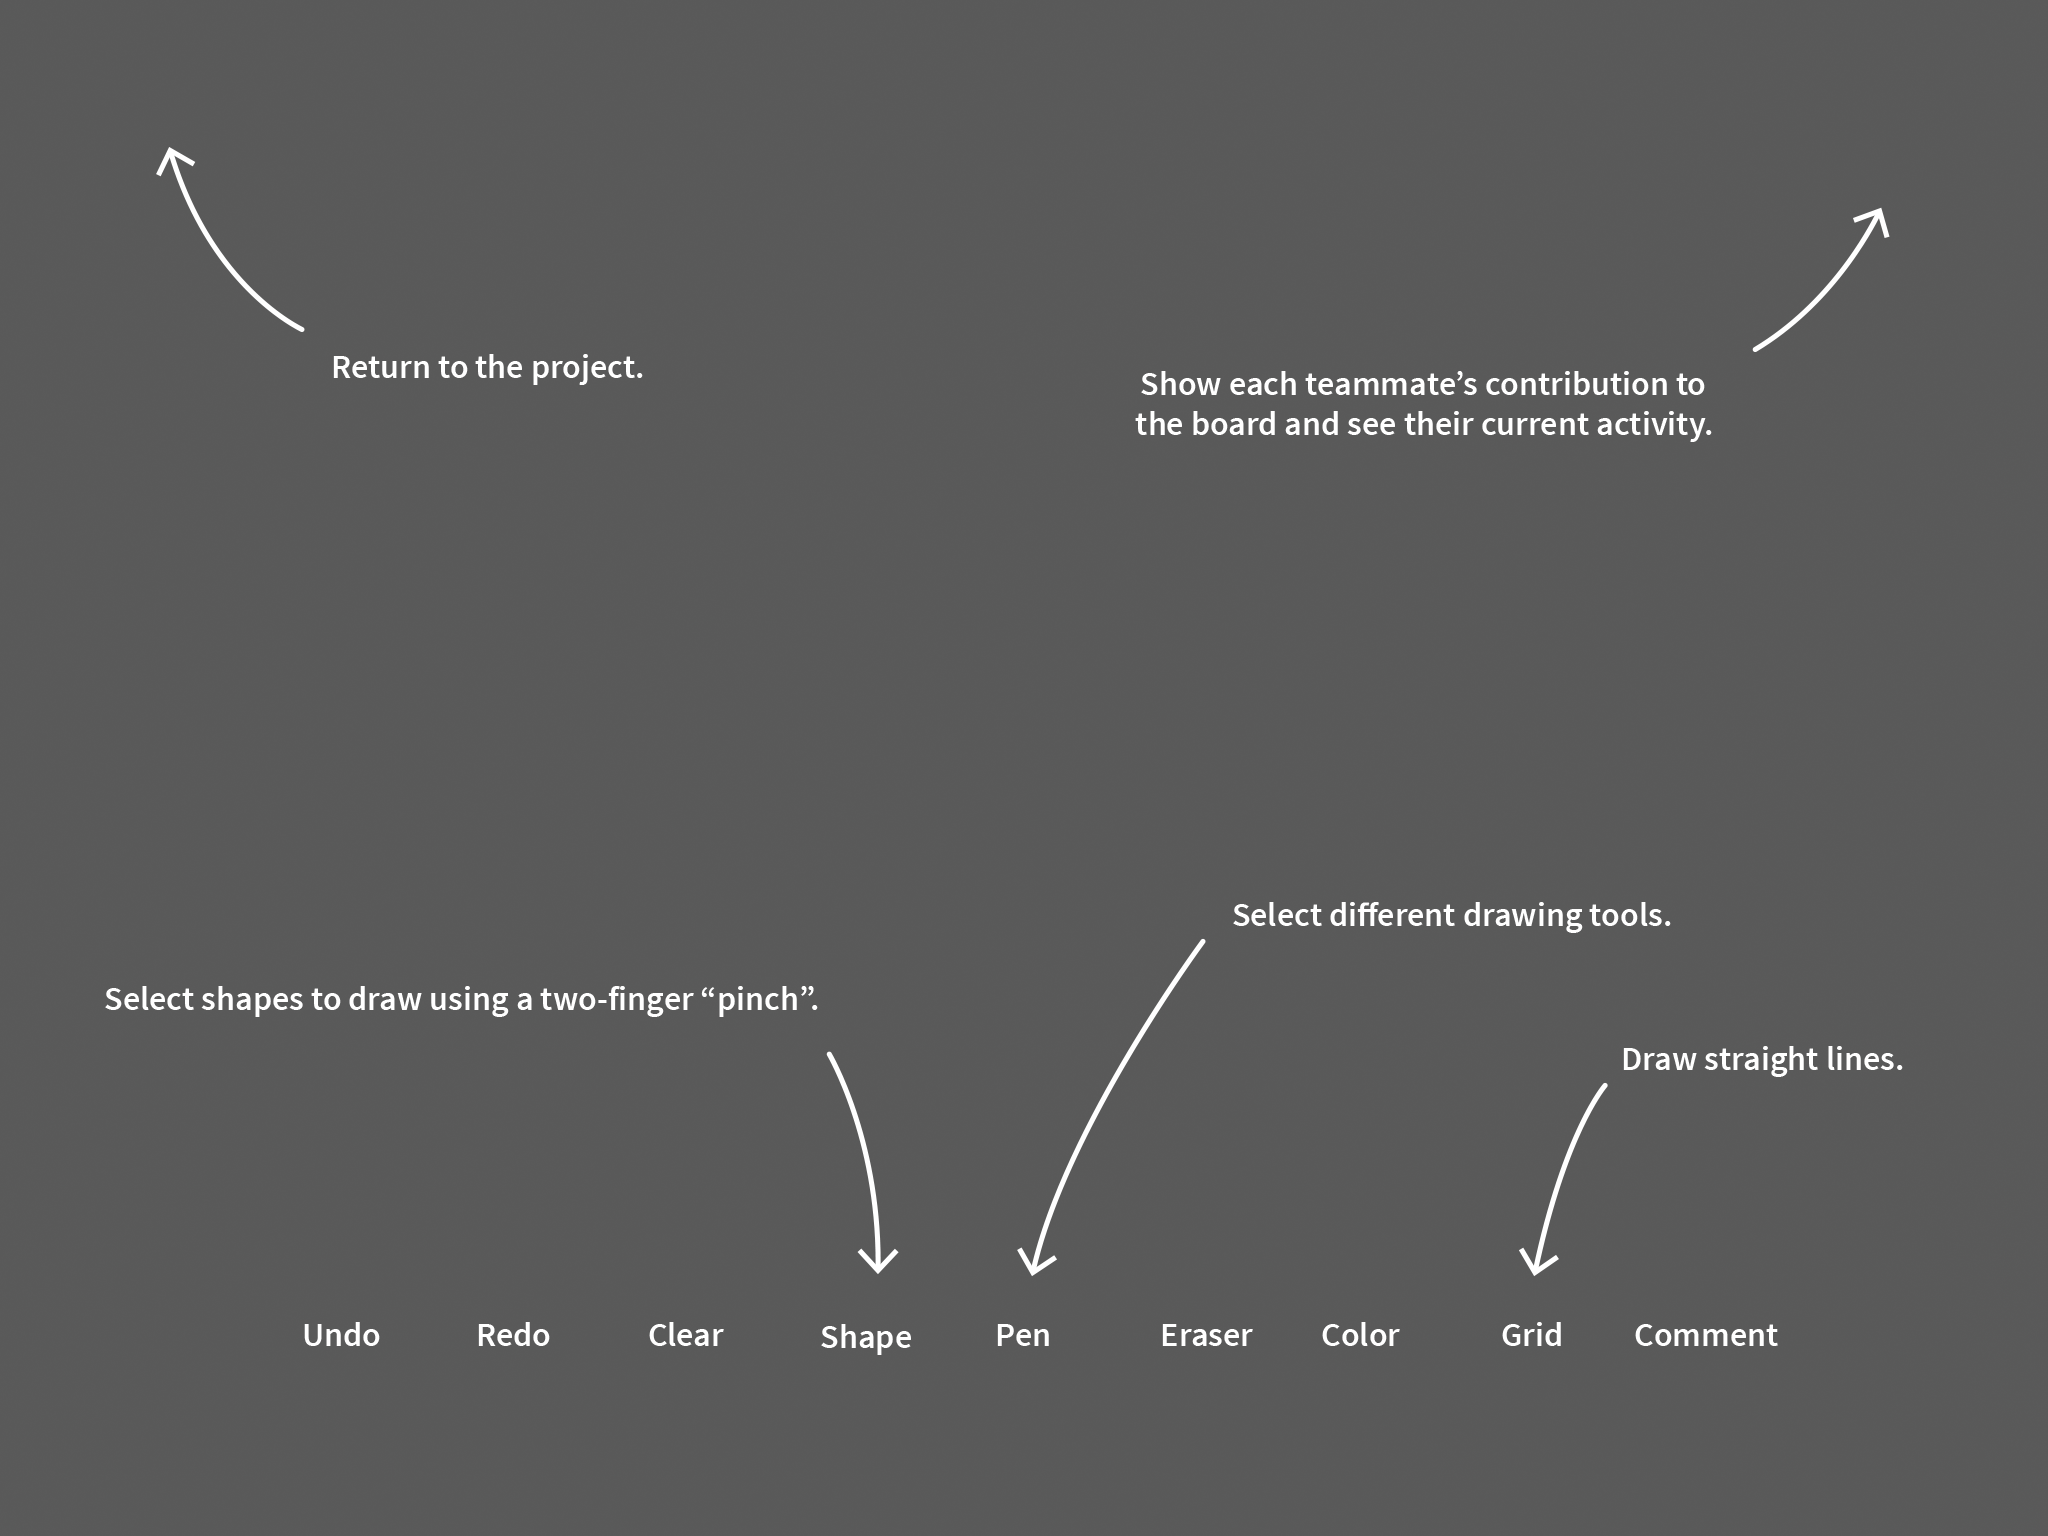 Return to the project.
Show each teammate’s contribution to
the board and see their current activity.
Select different drawing tools.
Select shapes to draw using a two-finger “pinch”.
Draw straight lines.
Undo Redo Clear Shape Pen Eraser Color Grid Comment